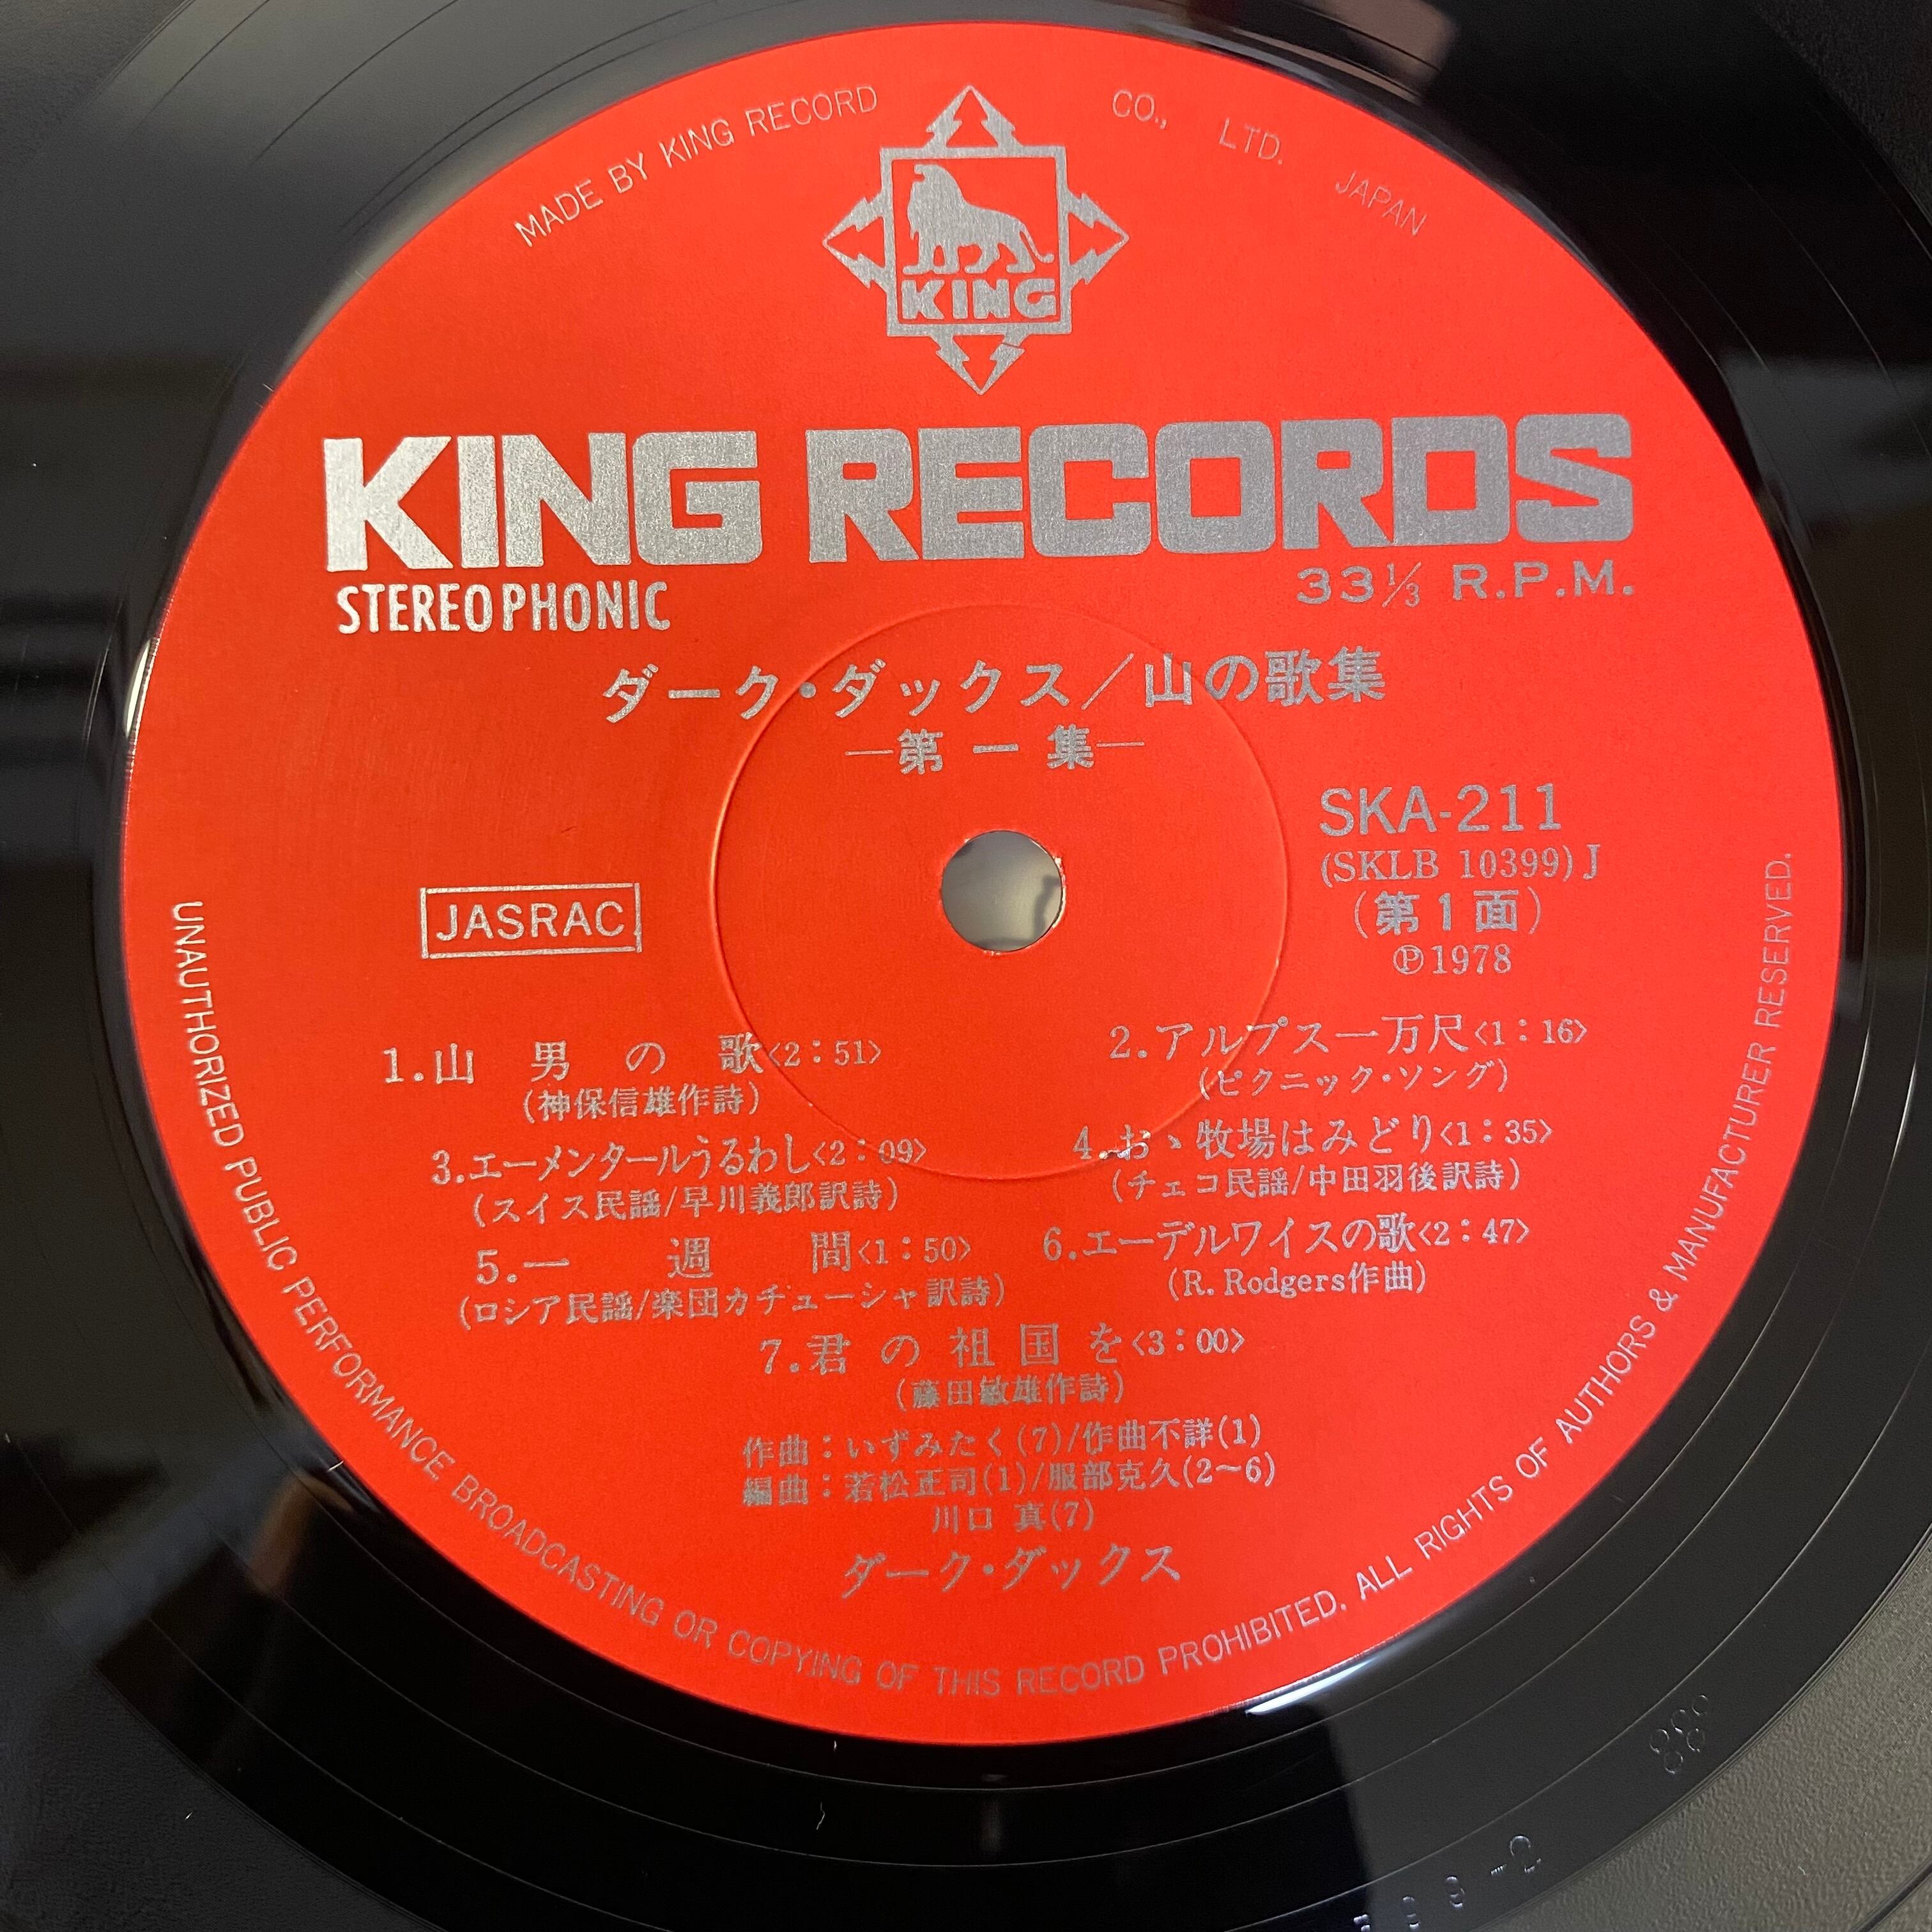 MADE BY KING RECORD CO., LTD. JAPAN
KING
KING RECORDS
STEREOPHONIC
33⅓ R.P.M.
ダーク・ダックス／山の歌集
—第一集—
SKA-211
(SKLB 10399)J
(第1面)
℗1978
JASRAC
1.山男の歌<2:51>
(神保信雄作詩)
2.アルプス一万尺<1:16>
(ピクニック・ソング)
3.エーメンタールうるわし<2:09>
(スイス民謡/早川義郎訳詩)
4.おゝ牧場はみどり<1:35>
(チェコ民謡/中田羽後訳詩)
5.一週間<1:50>
(ロシア民謡/楽団カチューシャ訳詩)
6.エーデルワイスの歌<2:47>
(R. Rodgers作曲)
7.君の祖国を<3:00>
(藤田敏雄作詩)
作曲：いずみたく(7)/作曲不詳(1)
編曲：若松正司(1)/服部克久(2〜6)
川口 真(7)
ダーク・ダックス
UNAUTHORIZED PUBLIC PERFORMANCE BROADCASTING OR COPYING OF THIS RECORD PROHIBITED. ALL RIGHTS OF AUTHORS & MANUFACTURER RESERVED.